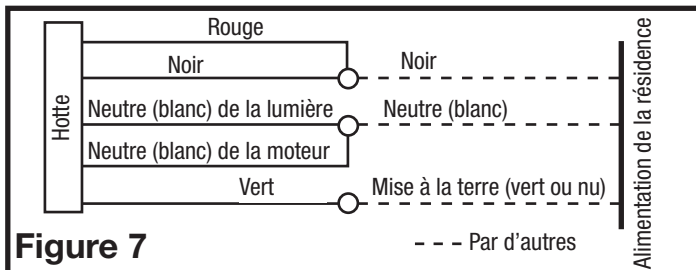 Rouge
Noir
Noir
Hotte
Neutre (blanc) de la lumière
Neutre (blanc)
Neutre (blanc) de la moteur
Vert
Mise à la terre (vert ou nu)
Alimentation de la résidence
Figure 7
Par d'autres